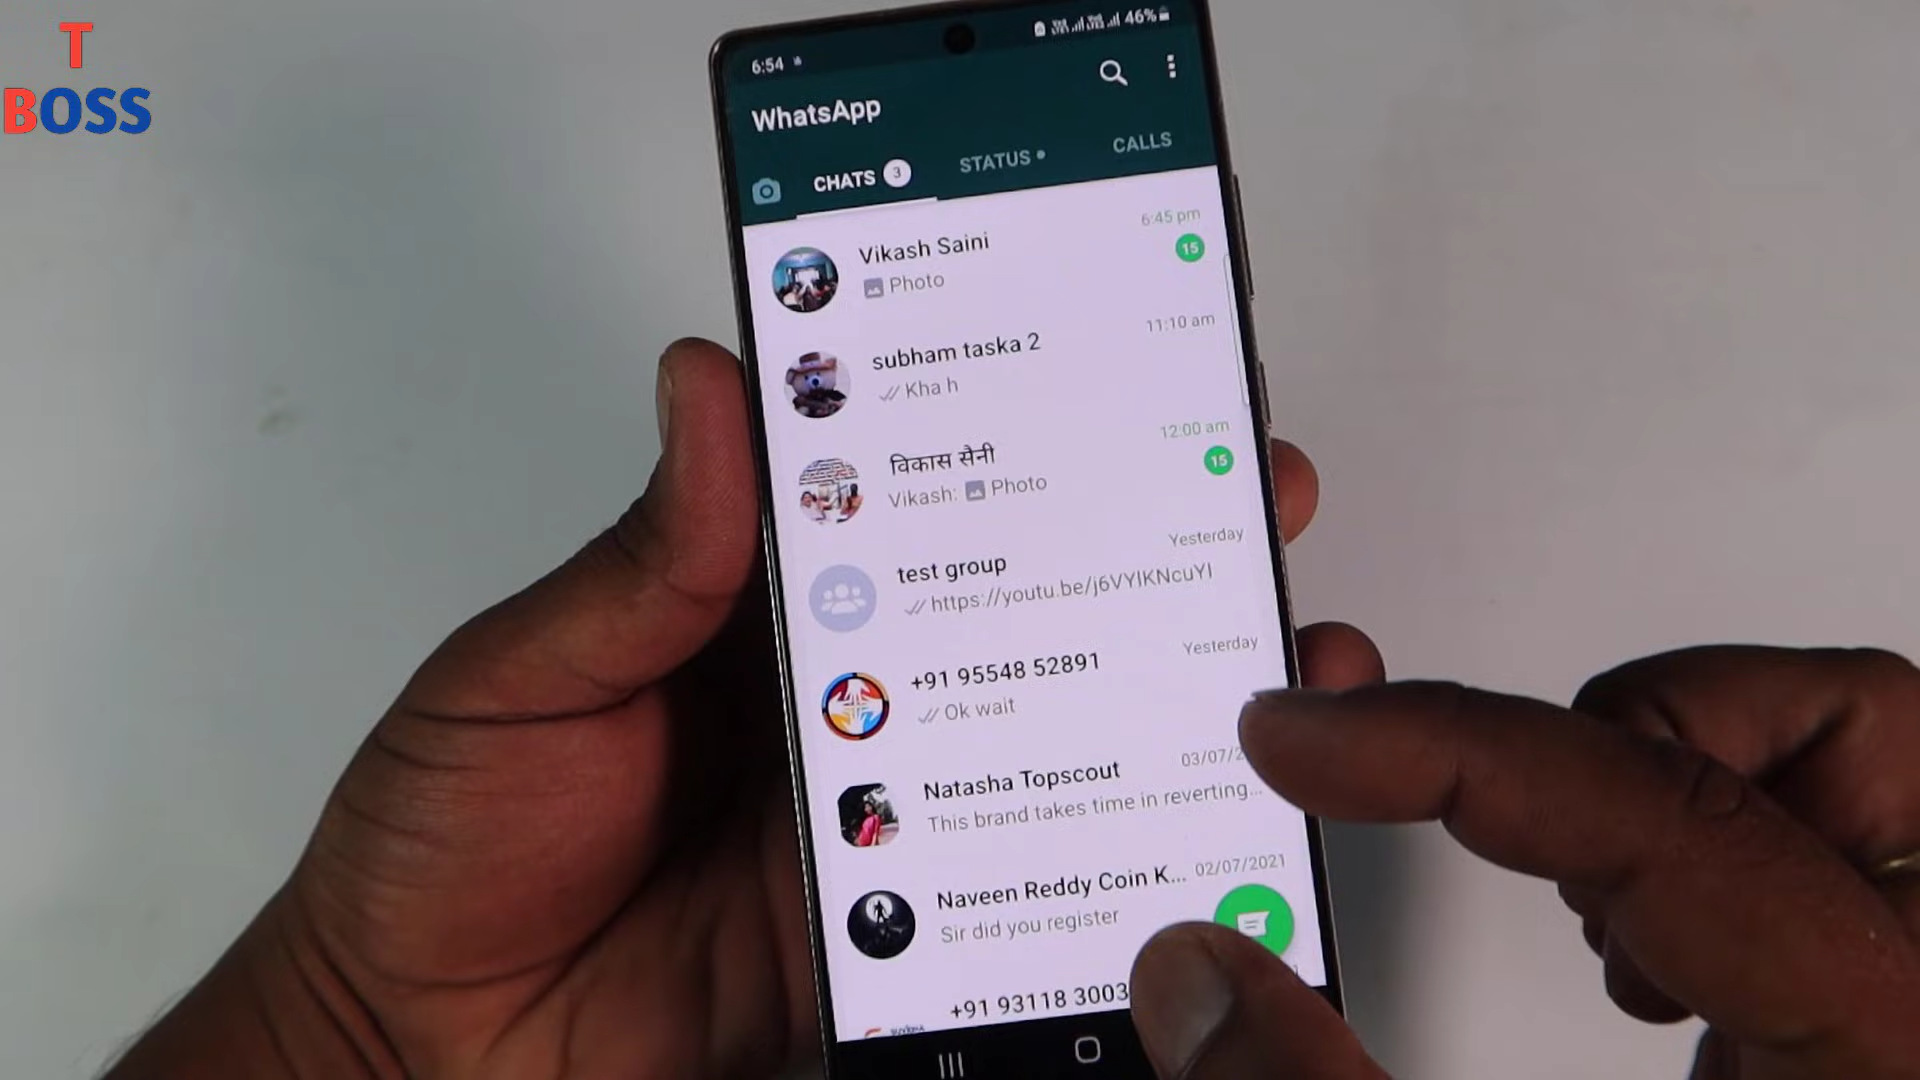 T
BOSS
6:54
46%
WhatsApp
CHATS 3
STATUS
CALLS
Vikash Saini
6:45 pm
Photo
15
subham taska 2
11:10 am
Kha h
विकास सैनी
12:00 am
Vikash: Photo
15
test group
Yesterday
https://youtu.be/j6VYIKNcuYI
+91 95548 52891
Yesterday
Ok wait
Natasha Topscout
03/07/2
This brand takes time in reverting...
Naveen Reddy Coin K...
02/07/2021
Sir did you register
+91 93118 3003